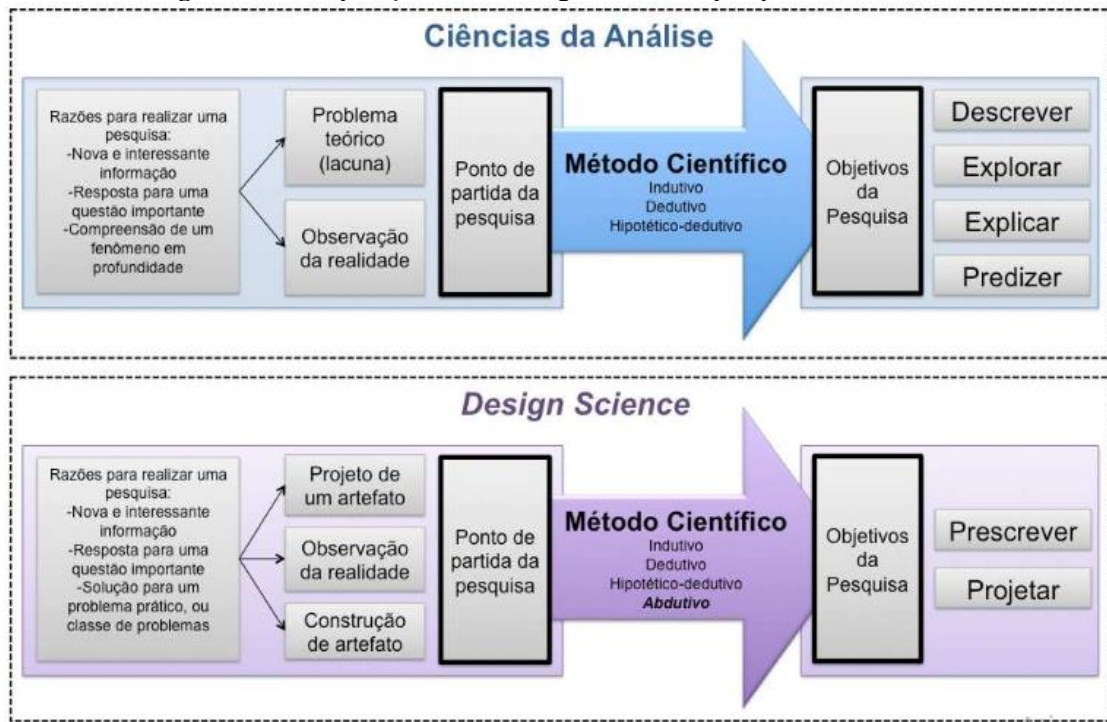 Ciências da Análise
Razões para realizar uma
pesquisa:
-Nova e interessante
informação
-Resposta para uma
questão importante
-Compreensão de um
fenômeno em
profundidade
Problema
teórico
(lacuna)
Observação
da realidade
Ponto de
partida da
pesquisa
Método Científico
Indutivo
Dedutivo
Hipotético-dedutivo
Objetivos
da
Pesquisa
Descrever
Explorar
Explicar
Predizer
Design Science
Razões para realizar uma
pesquisa:
-Nova e interessante
informação
-Resposta para uma
questão importante
-Solução para um
problema prático, ou
classe de problemas
Projeto de
um artefato
Observação
da realidade
Construção
de artefato
Ponto de
partida da
pesquisa
Método Científico
Indutivo
Dedutivo
Hipotético-dedutivo
Abdutivo
Objetivos
da
Pesquisa
Prescrever
Projetar